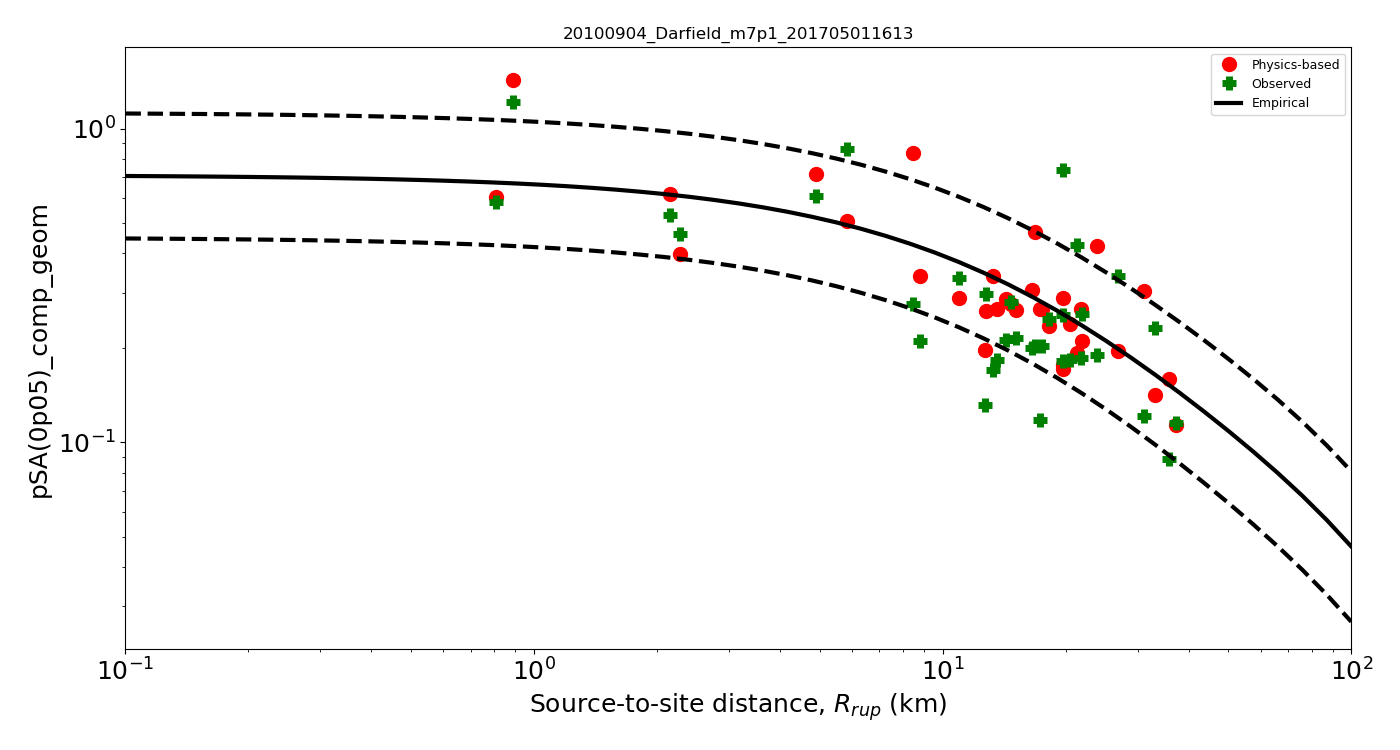 20100904_Darfield_m7p1_201705011613
Physics-based
Observed
Empirical
pSA(0p05)_comp_geom
10⁰
10⁻¹
10⁻¹
10⁰
10¹
10²
Source-to-site distance, R_rup (km)